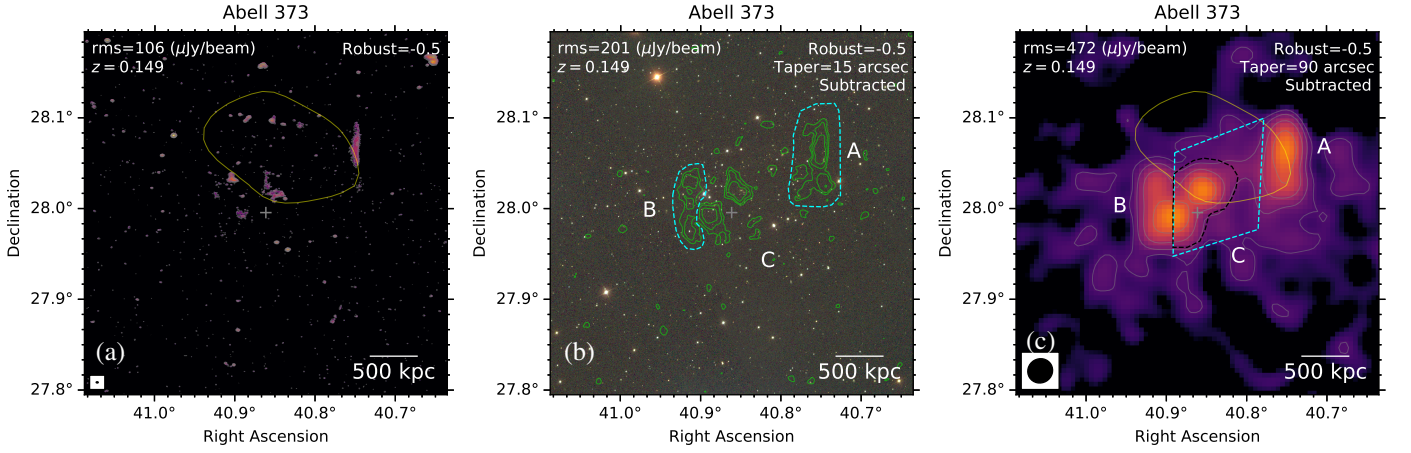 Abell 373
rms=106 (μJy/beam)
Robust=-0.5
z = 0.149
28.1°
28.0°
27.9°
27.8°
Declination
(a)
500 kpc
41.0°
40.9°
40.8°
40.7°
Right Ascension
Abell 373
rms=201 (μJy/beam)
Robust=-0.5
z = 0.149
Taper=15 arcsec
Subtracted
28.1°
28.0°
27.9°
27.8°
Declination
A
B
C
(b)
500 kpc
41.0°
40.9°
40.8°
40.7°
Right Ascension
Abell 373
rms=472 (μJy/beam)
Robust=-0.5
z = 0.149
Taper=90 arcsec
Subtracted
28.1°
28.0°
27.9°
27.8°
Declination
A
B
C
(c)
500 kpc
41.0°
40.9°
40.8°
40.7°
Right Ascension